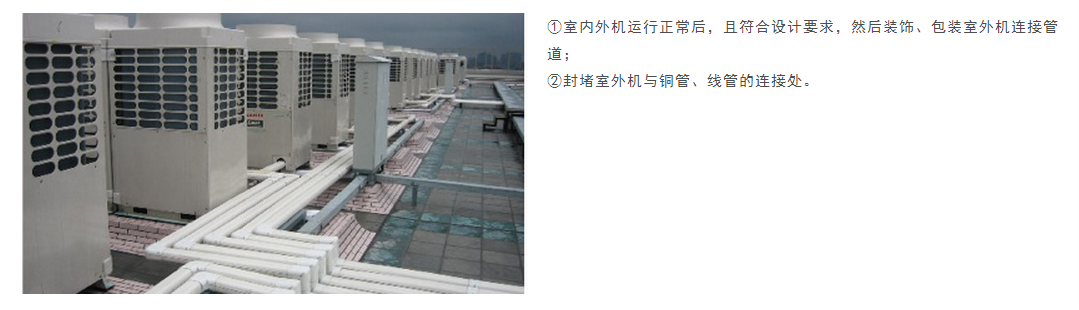 ①室内外机运行正常后，且符合设计要求，然后装饰、包装室外机连接管
道；
②封堵室外机与铜管、线管的连接处。